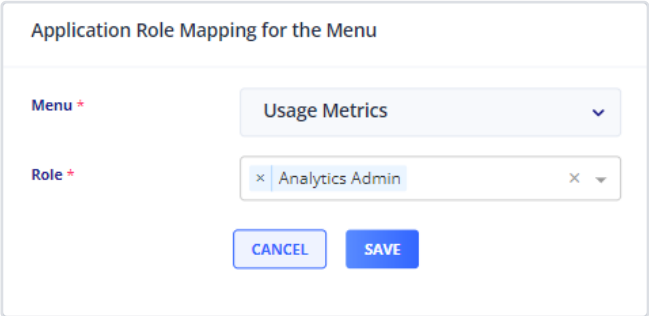 Application Role Mapping for the Menu
Menu *
Usage Metrics
Role *
× Analytics Admin ×
CANCEL SAVE